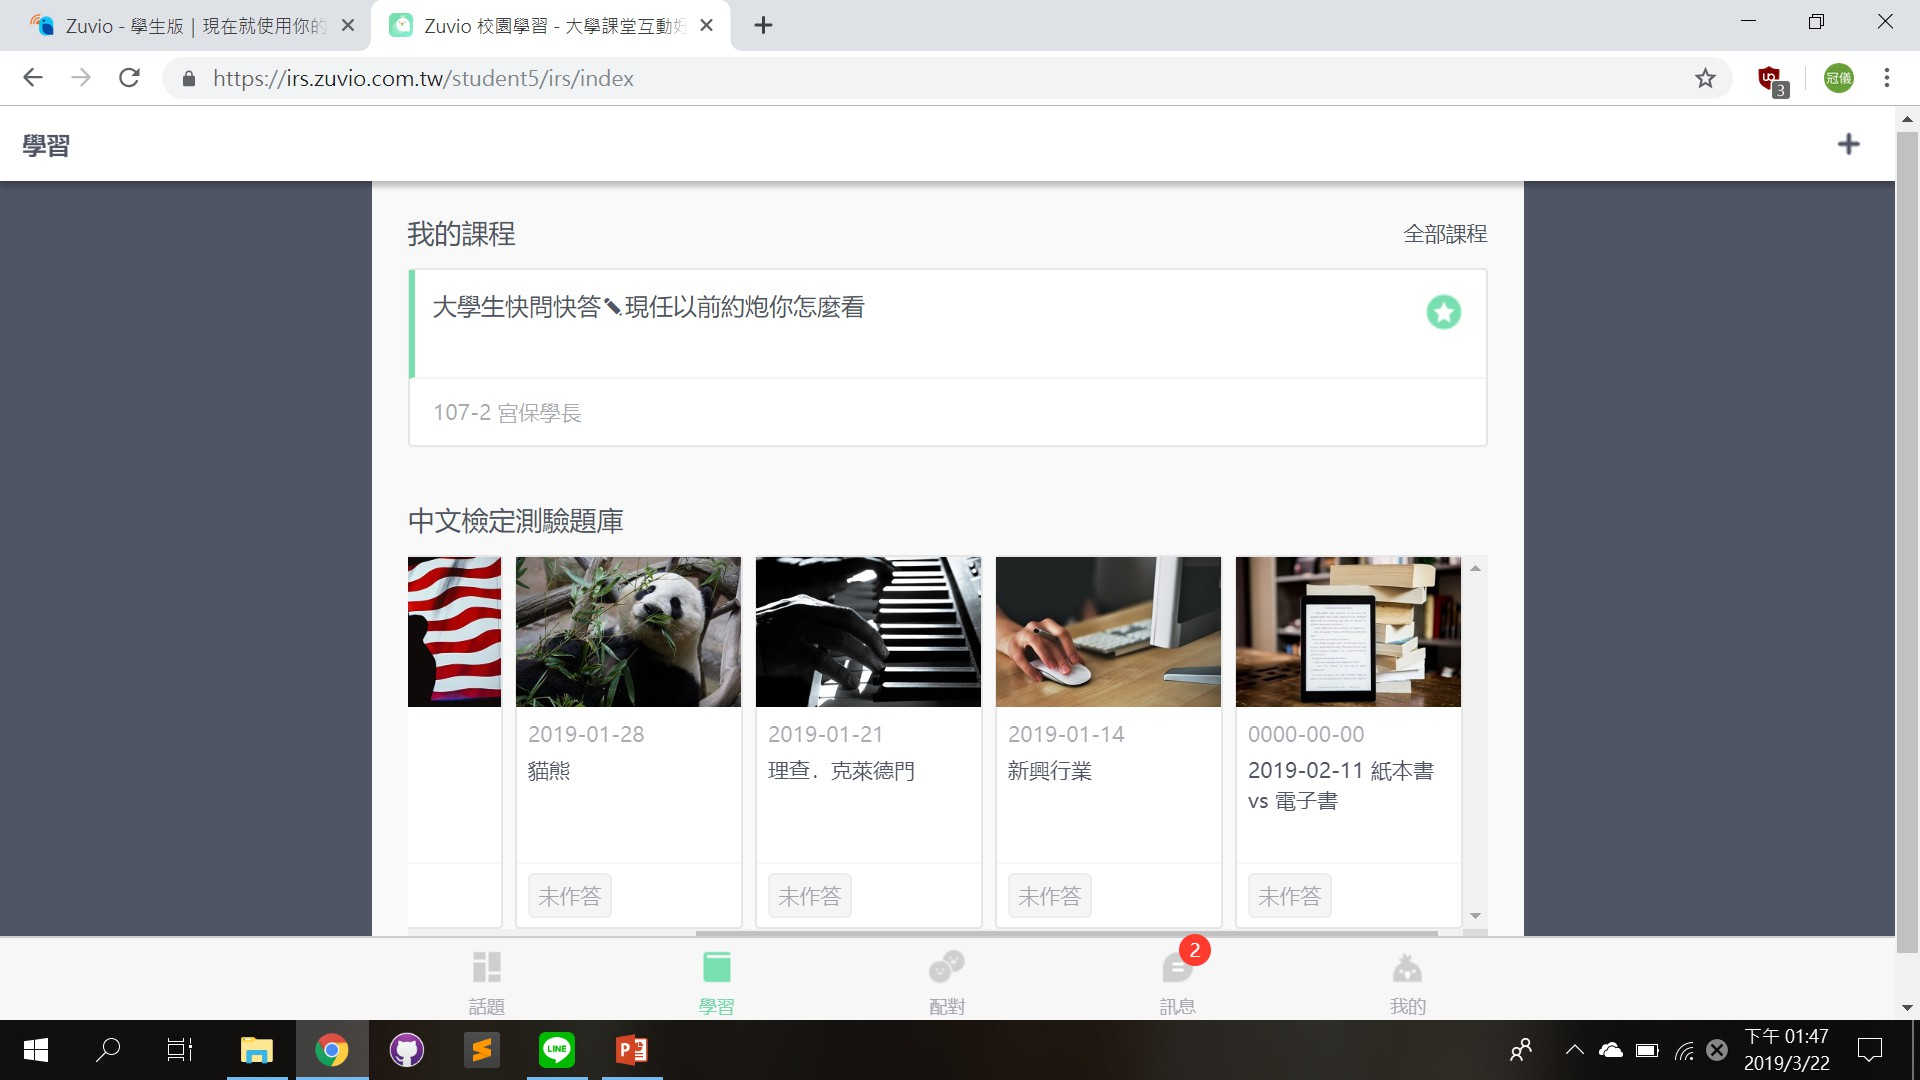 Zuvio - 學生版 | 現在就使用你的
Zuvio 校園學習 - 大學課堂互動好
https://irs.zuvio.com.tw/student5/irs/index
3
冠儀
學習
我的課程
全部課程
大學生快問快答✎現任以前約炮你怎麼看
107-2 宮保學長
中文檢定測驗題庫
2019-01-28
貓熊
未作答
2019-01-21
理查．克萊德門
未作答
2019-01-14
新興行業
未作答
0000-00-00
2019-02-11 紙本書
vs 電子書
未作答
話題
學習
配對
2
訊息
我的
LINE
下午 01:47
2019/3/22